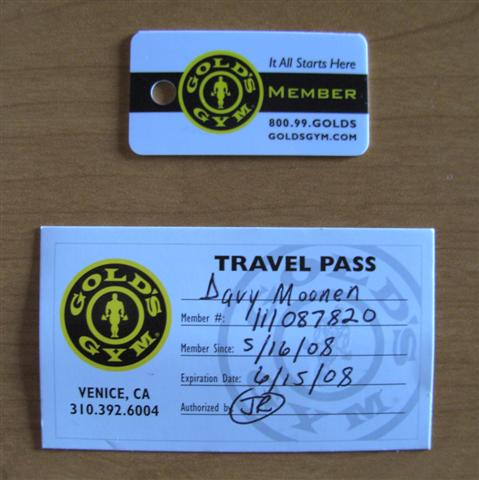 GOLD'S GYM
It All Starts Here
MEMBER
800.99.GOLDS
GOLDSGYM.COM
GOLD'S GYM®
VENICE, CA
310.392.6004
TRAVEL PASS
Davy Moonen
Member #: 111087820
Member Since: 5/16/08
Expiration Date: 6/15/08
Authorized by JR